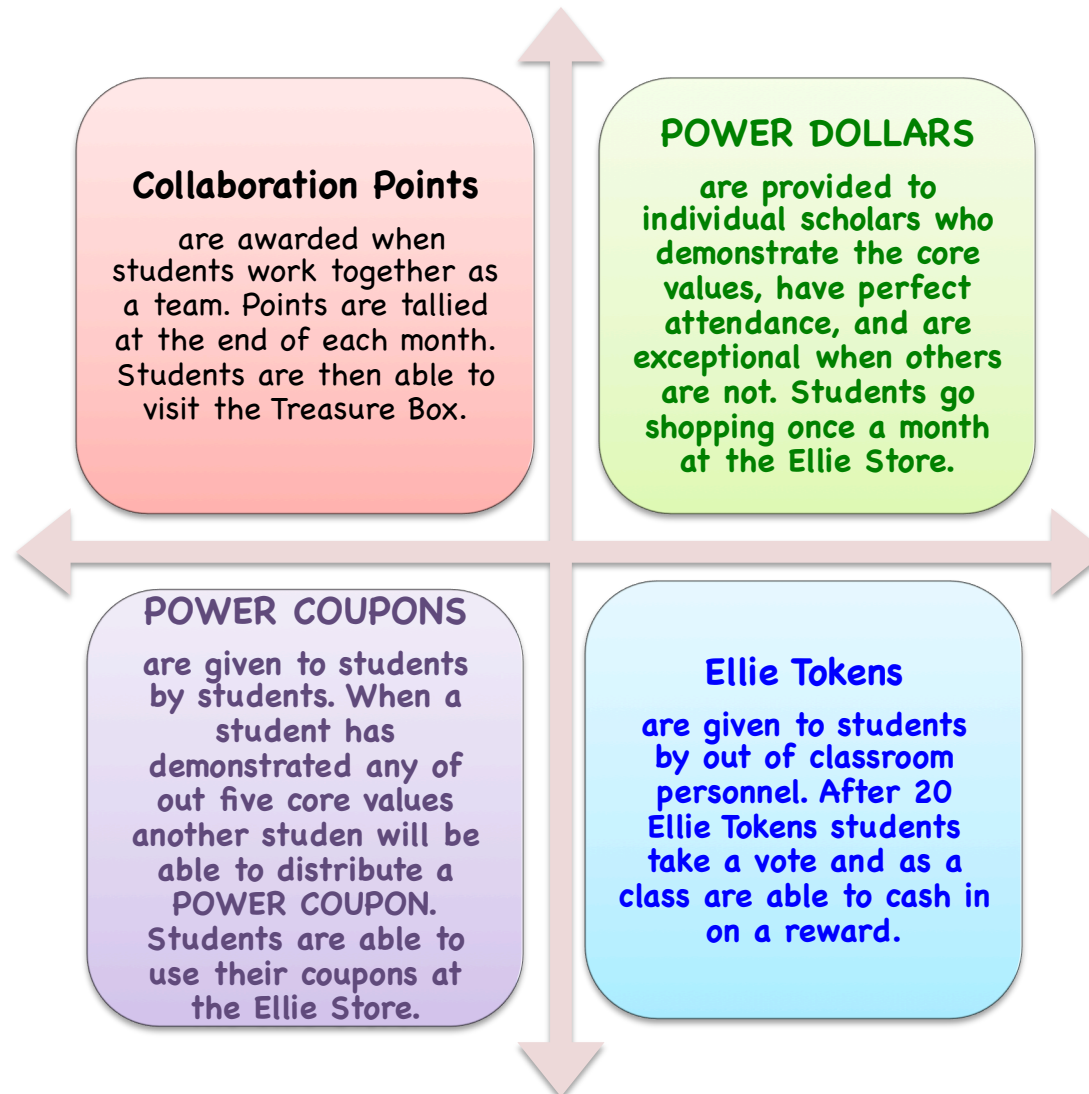 Collaboration Points
are awarded when
students work together as
a team. Points are tallied
at the end of each month.
Students are then able to
visit the Treasure Box.
POWER DOLLARS
are provided to
individual scholars who
demonstrate the core
values, have perfect
attendance, and are
exceptional when others
are not. Students go
shopping once a month
at the Ellie Store.
POWER COUPONS
are given to students
by students. When a
student has
demonstrated any of
out five core values
another studen will be
able to distribute a
POWER COUPON.
Students are able to
use their coupons at
the Ellie Store.
Ellie Tokens
are given to students
by out of classroom
personnel. After 20
Ellie Tokens students
take a vote and as a
class are able to cash in
on a reward.